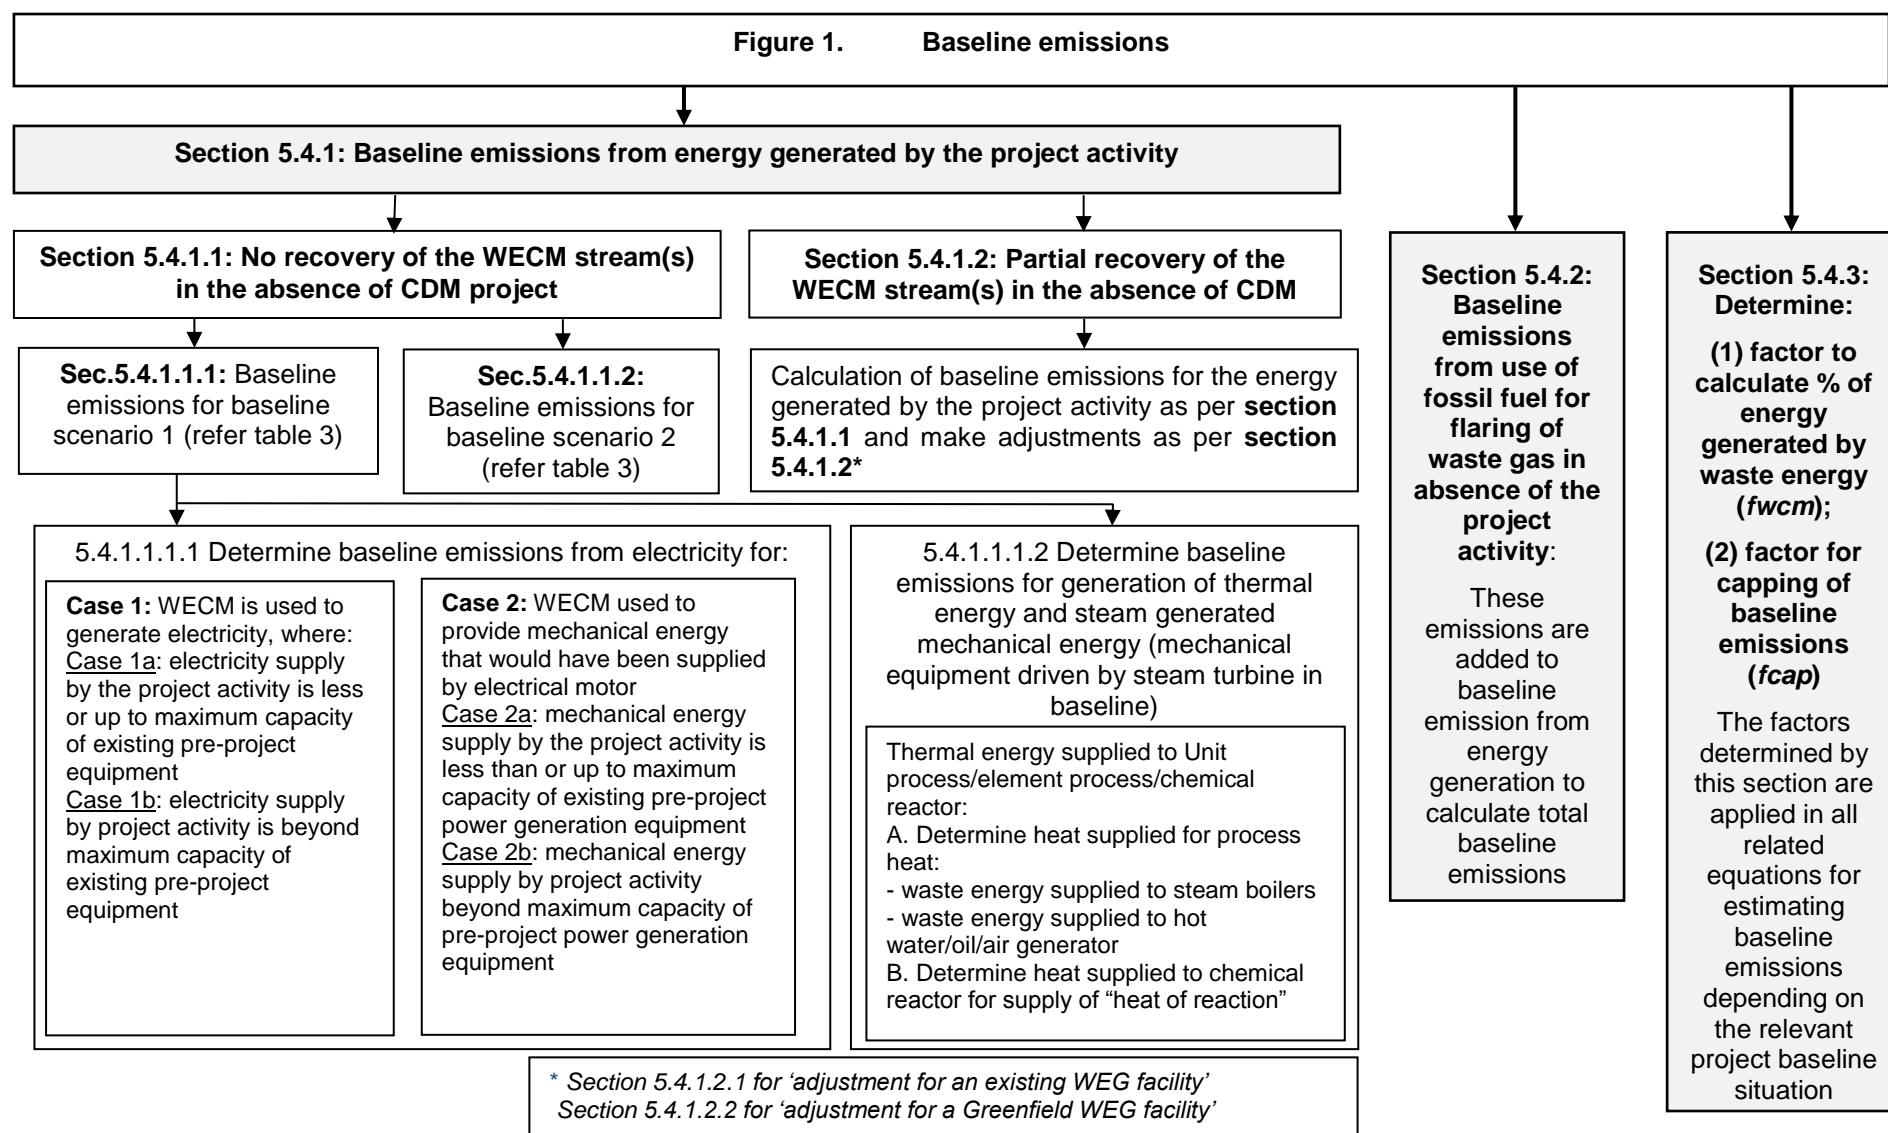 Figure 1. Baseline emissions
Section 5.4.1: Baseline emissions from energy generated by the project activity
Section 5.4.1.1: No recovery of the WECM stream(s)
in the absence of CDM project
Section 5.4.1.2: Partial recovery of the
WECM stream(s) in the absence of CDM
Sec.5.4.1.1.1: Baseline
emissions for baseline
scenario 1 (refer table 3)
Sec.5.4.1.1.2:
Baseline emissions for
baseline scenario 2
(refer table 3)
Calculation of baseline emissions for the energy
generated by the project activity as per section
5.4.1.1 and make adjustments as per section
5.4.1.2*
5.4.1.1.1.1 Determine baseline emissions from electricity for:
Case 1: WECM is used to
generate electricity, where:
Case 1a: electricity supply
by the project activity is less
or up to maximum capacity
of existing pre-project
equipment
Case 1b: electricity supply
by project activity is beyond
maximum capacity of
existing pre-project
equipment
Case 2: WECM used to
provide mechanical energy
that would have been supplied
by electrical motor
Case 2a: mechanical energy
supply by the project activity is
less than or up to maximum
capacity of existing pre-project
power generation equipment
Case 2b: mechanical energy
supply by project activity
beyond maximum capacity of
pre-project power generation
equipment
5.4.1.1.1.2 Determine baseline
emissions for generation of thermal
energy and steam generated
mechanical energy (mechanical
equipment driven by steam turbine in
baseline)
Thermal energy supplied to Unit
process/element process/chemical
reactor:
A. Determine heat supplied for process
heat:
- waste energy supplied to steam boilers
- waste energy supplied to hot
water/oil/air generator
B. Determine heat supplied to chemical
reactor for supply of “heat of reaction”
* Section 5.4.1.2.1 for ‘adjustment for an existing WEG facility’
Section 5.4.1.2.2 for ‘adjustment for a Greenfield WEG facility’
Section 5.4.2:
Baseline
emissions
from use of
fossil fuel for
flaring of
waste gas in
absence of the
project
activity:
These
emissions are
added to
baseline
emission from
energy
generation to
calculate total
baseline
emissions
Section 5.4.3:
Determine:
(1) factor to
calculate % of
energy
generated by
waste energy
(fwcm);
(2) factor for
capping of
baseline
emissions
(fcap)
The factors
determined by
this section are
applied in all
related
equations for
estimating
baseline
emissions
depending on
the relevant
project baseline
situation